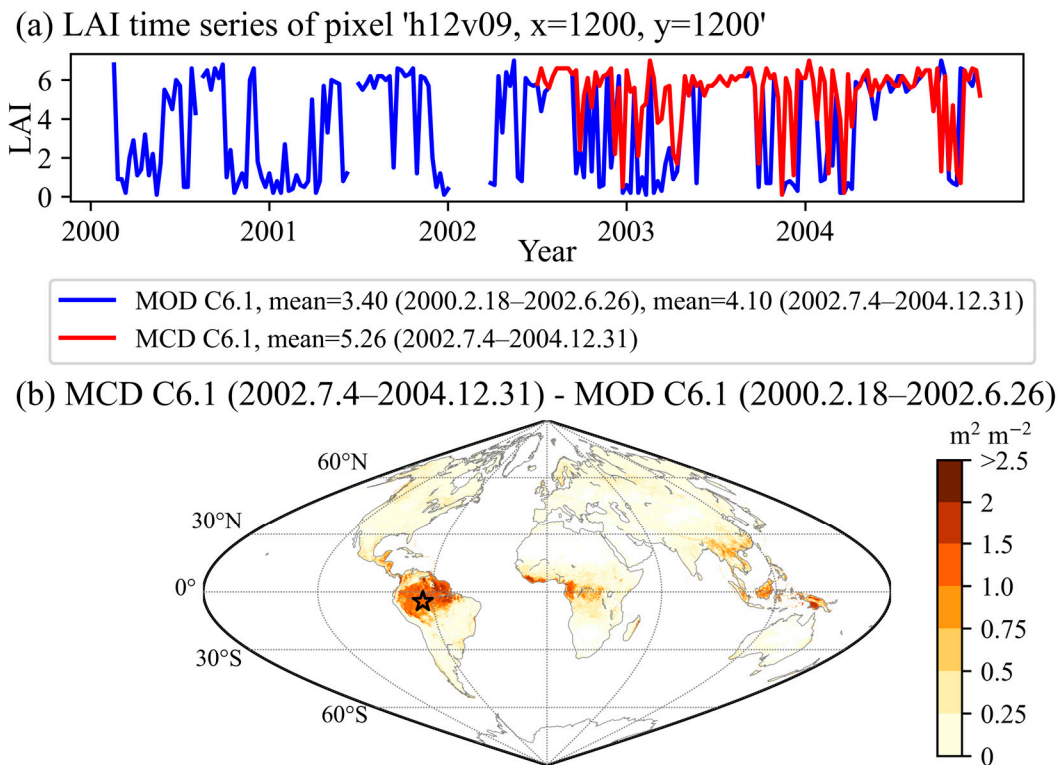 (a) LAI time series of pixel 'h12v09, x=1200, y=1200'
LAI
6
4
2
0
2000 2001 2002 2003 2004
Year
MOD C6.1, mean=3.40 (2000.2.18–2002.6.26), mean=4.10 (2002.7.4–2004.12.31)
MCD C6.1, mean=5.26 (2002.7.4–2004.12.31)
(b) MCD C6.1 (2002.7.4–2004.12.31) - MOD C6.1 (2000.2.18–2002.6.26)
60°N
30°N
0°
30°S
60°S
m² m⁻²
>2.5
2
1.5
1.0
0.75
0.5
0.25
0